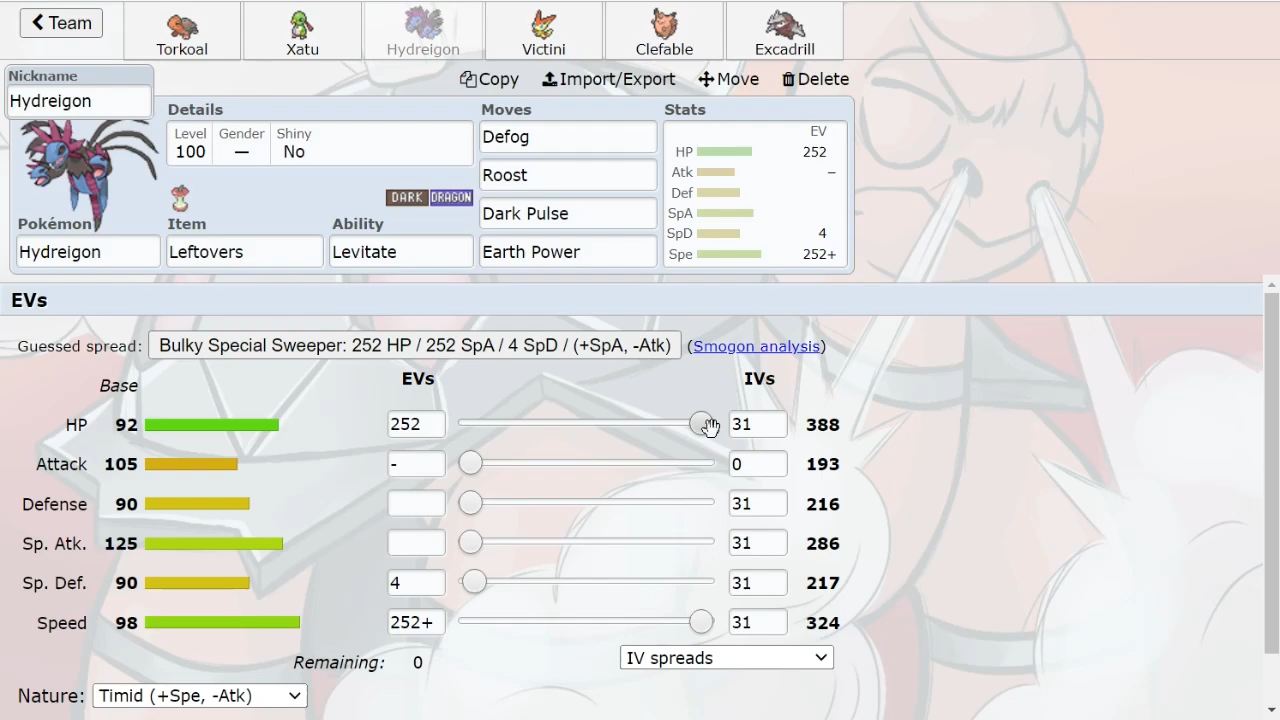 Team
Torkoal
Xatu
Hydreigon
Victini
Clefable
Excadrill
Copy
Import/Export
Move
Delete
Nickname
Hydreigon
Details
Moves
Stats
Level
Gender
Shiny
100
—
No
Defog
Roost
Dark Pulse
Earth Power
EV
HP 252
Atk –
Def
SpA
SpD 4
Spe 252+
DARK DRAGON
Pokémon
Item
Ability
Hydreigon
Leftovers
Levitate
EVs
Guessed spread: Bulky Special Sweeper: 252 HP / 252 SpA / 4 SpD / (+SpA, -Atk) (Smogon analysis)
Base EVs IVs
HP 92 252 31 388
Attack 105 - 0 193
Defense 90 31 216
Sp. Atk. 125 31 286
Sp. Def. 90 4 31 217
Speed 98 252+ 31 324
Remaining: 0
IV spreads
Nature: Timid (+Spe, -Atk)